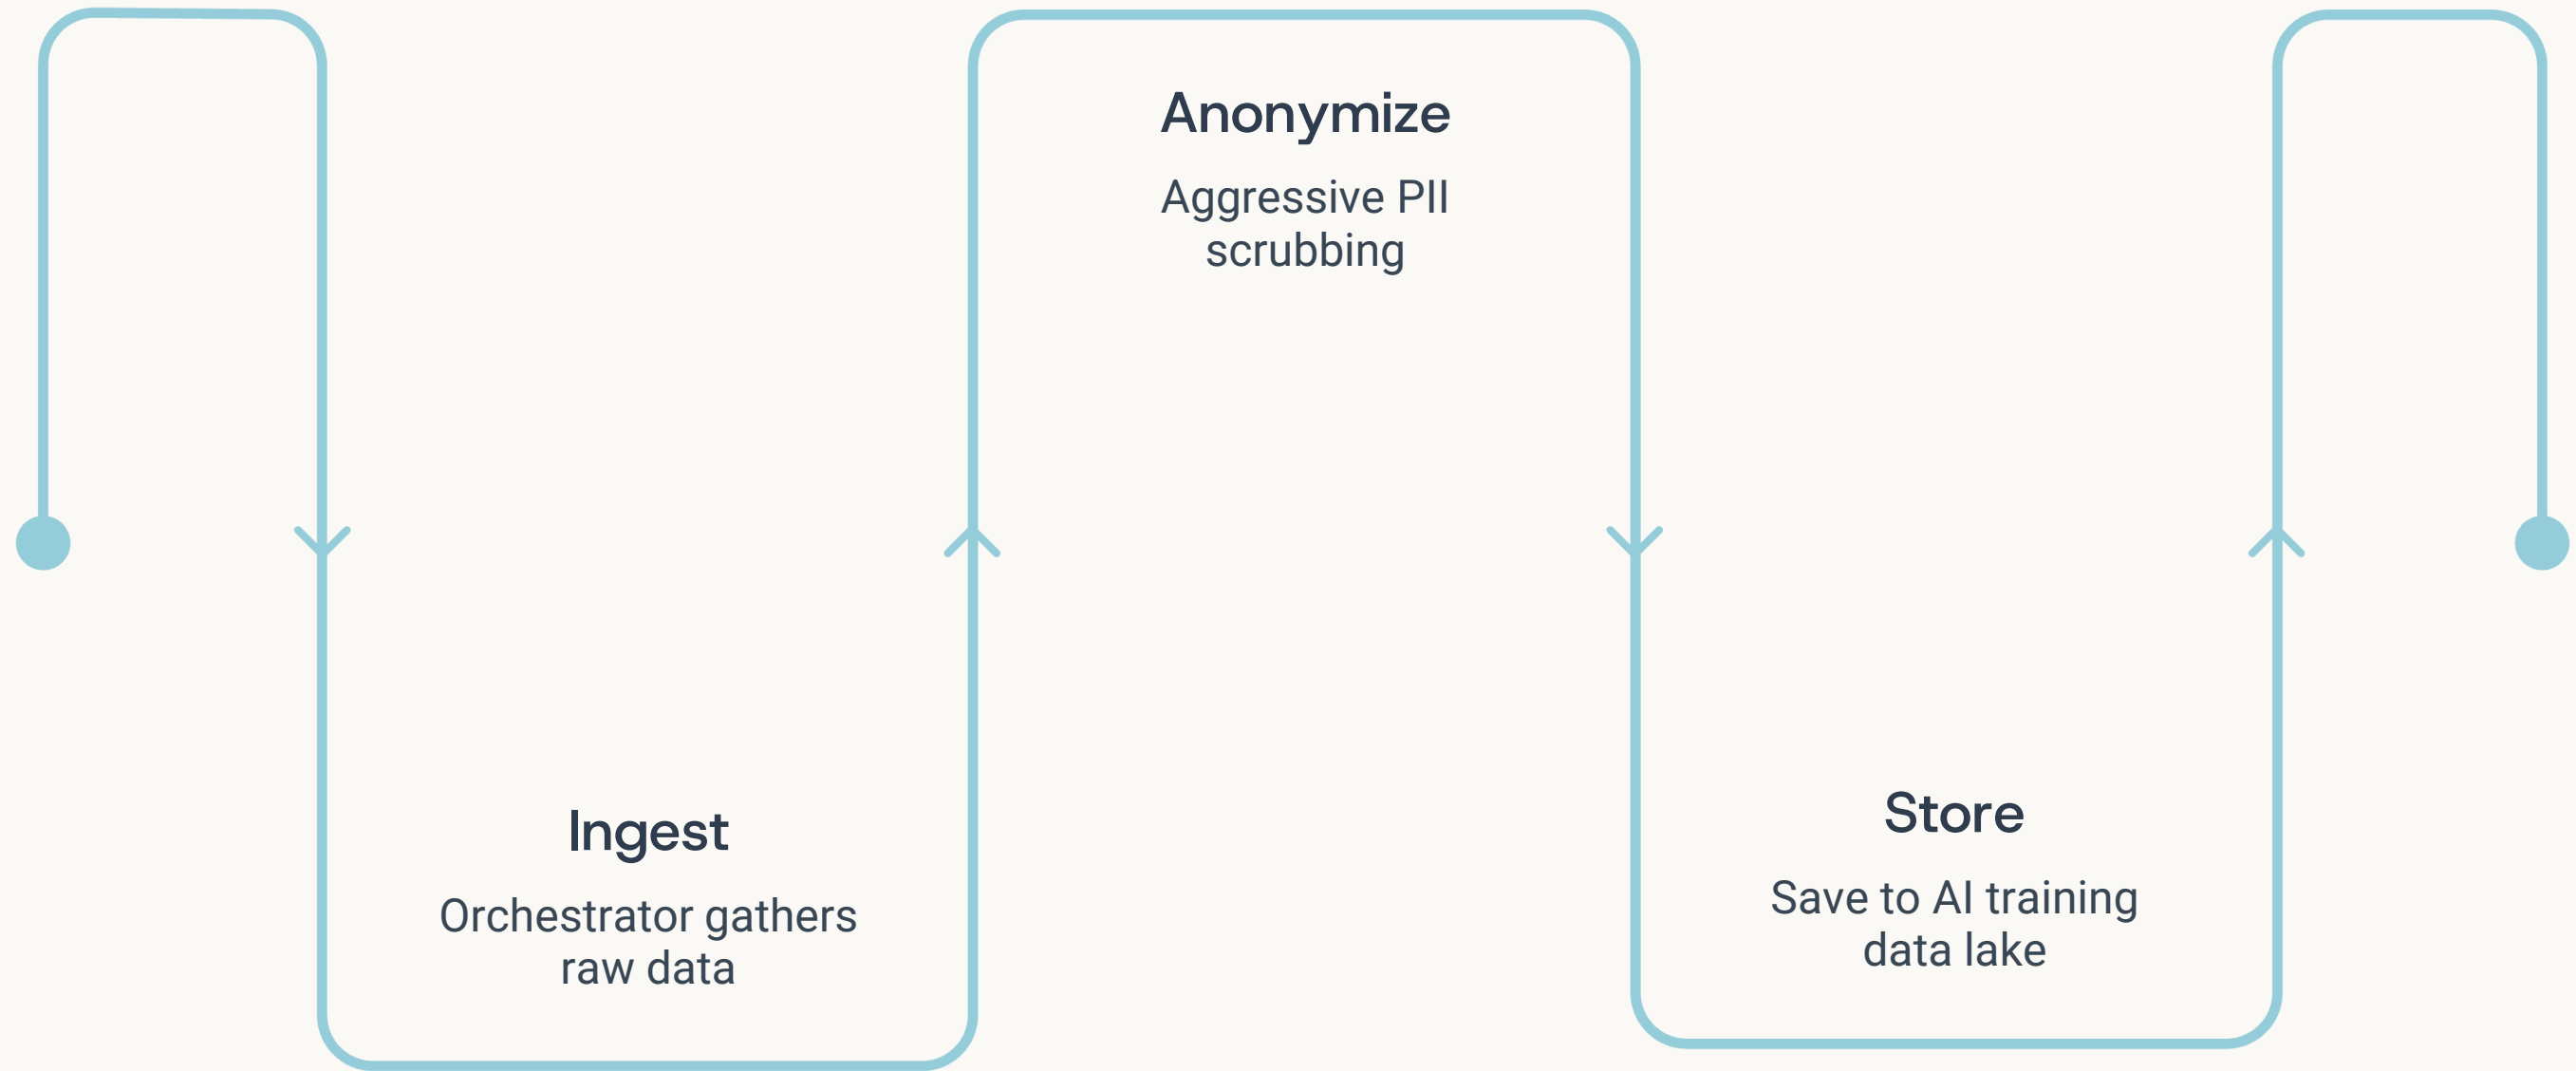 Ingest
Orchestrator gathers
raw data
Anonymize
Aggressive PII
scrubbing
Store
Save to AI training
data lake